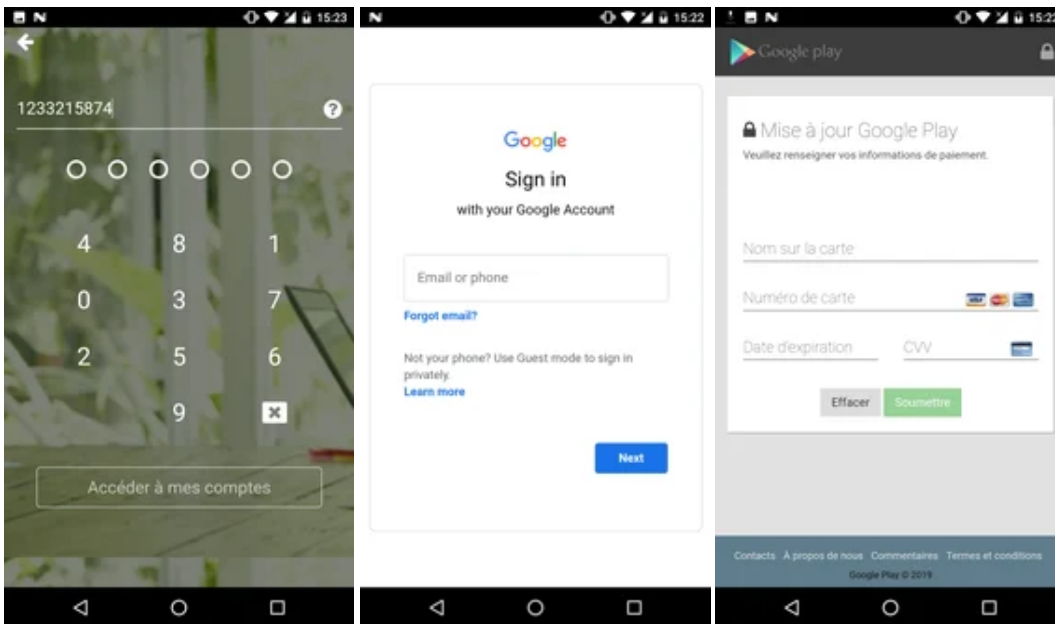 N
15:23
1233215874
?
4 8 1
0 3 7
2 5 6
9
Accéder à mes comptes
N
15:22
Google
Sign in
with your Google Account
Email or phone
Forgot email?
Not your phone? Use Guest mode to sign in
privately.
Learn more
Next
N
15:22
Google play
Mise à jour Google Play
Veuillez renseigner vos informations de paiement.
Nom sur la carte
Numéro de carte
VISA
Date d'expiration
CVV
Effacer
Soumettre
Contacts À propos de nous Commentaires Termes et conditions
Google Play © 2019